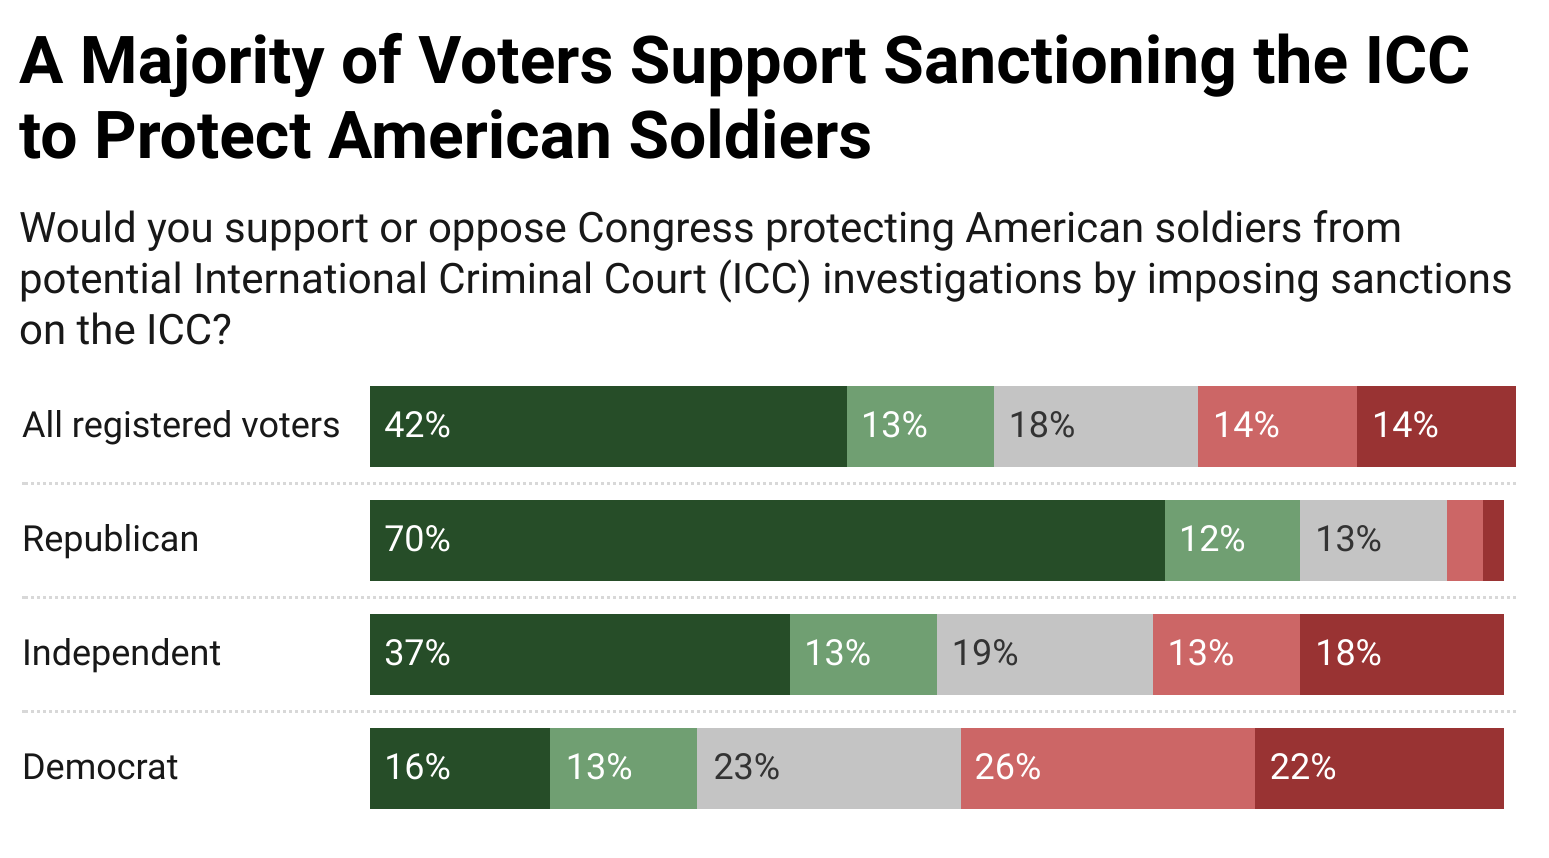 A Majority of Voters Support Sanctioning the ICC
to Protect American Soldiers
Would you support or oppose Congress protecting American soldiers from
potential International Criminal Court (ICC) investigations by imposing sanctions
on the ICC?
All registered voters 42% 13% 18% 14% 14%
Republican 70% 12% 13%
Independent 37% 13% 19% 13% 18%
Democrat 16% 13% 23% 26% 22%